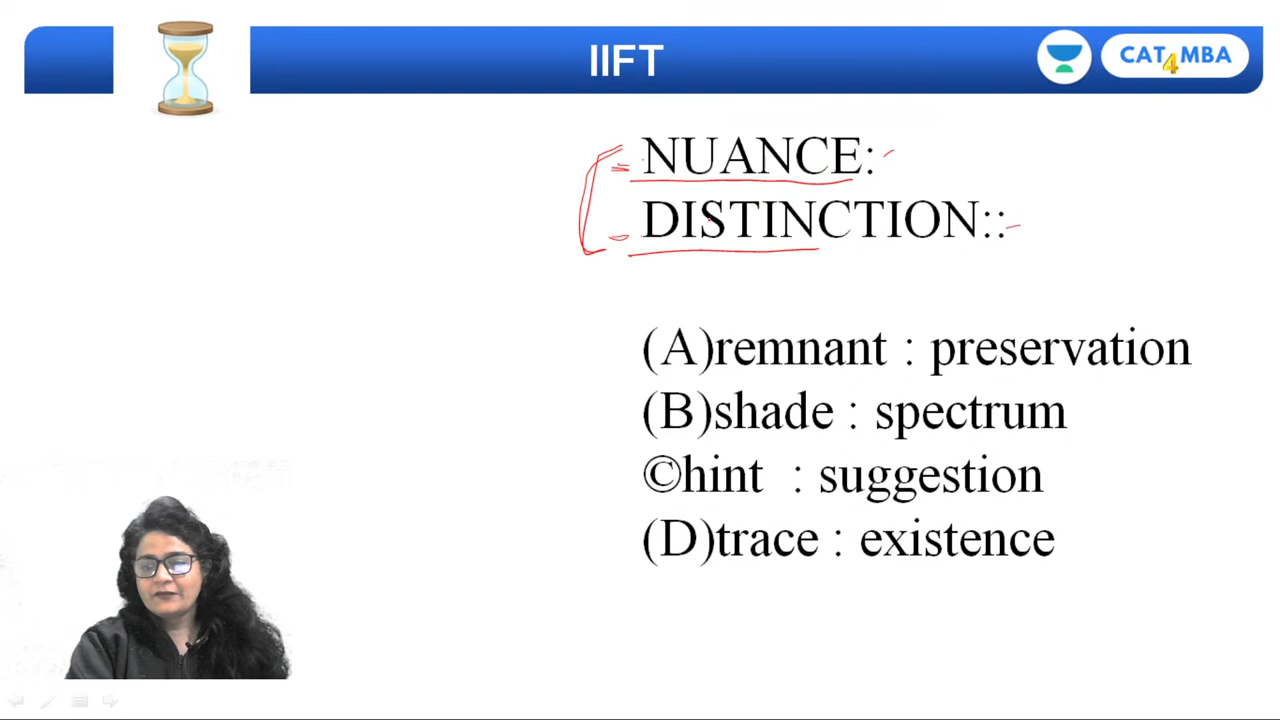 IIFT
CAT4MBA
NUANCE:
DISTINCTION::
(A)remnant : preservation
(B)shade : spectrum
©hint : suggestion
(D)trace : existence